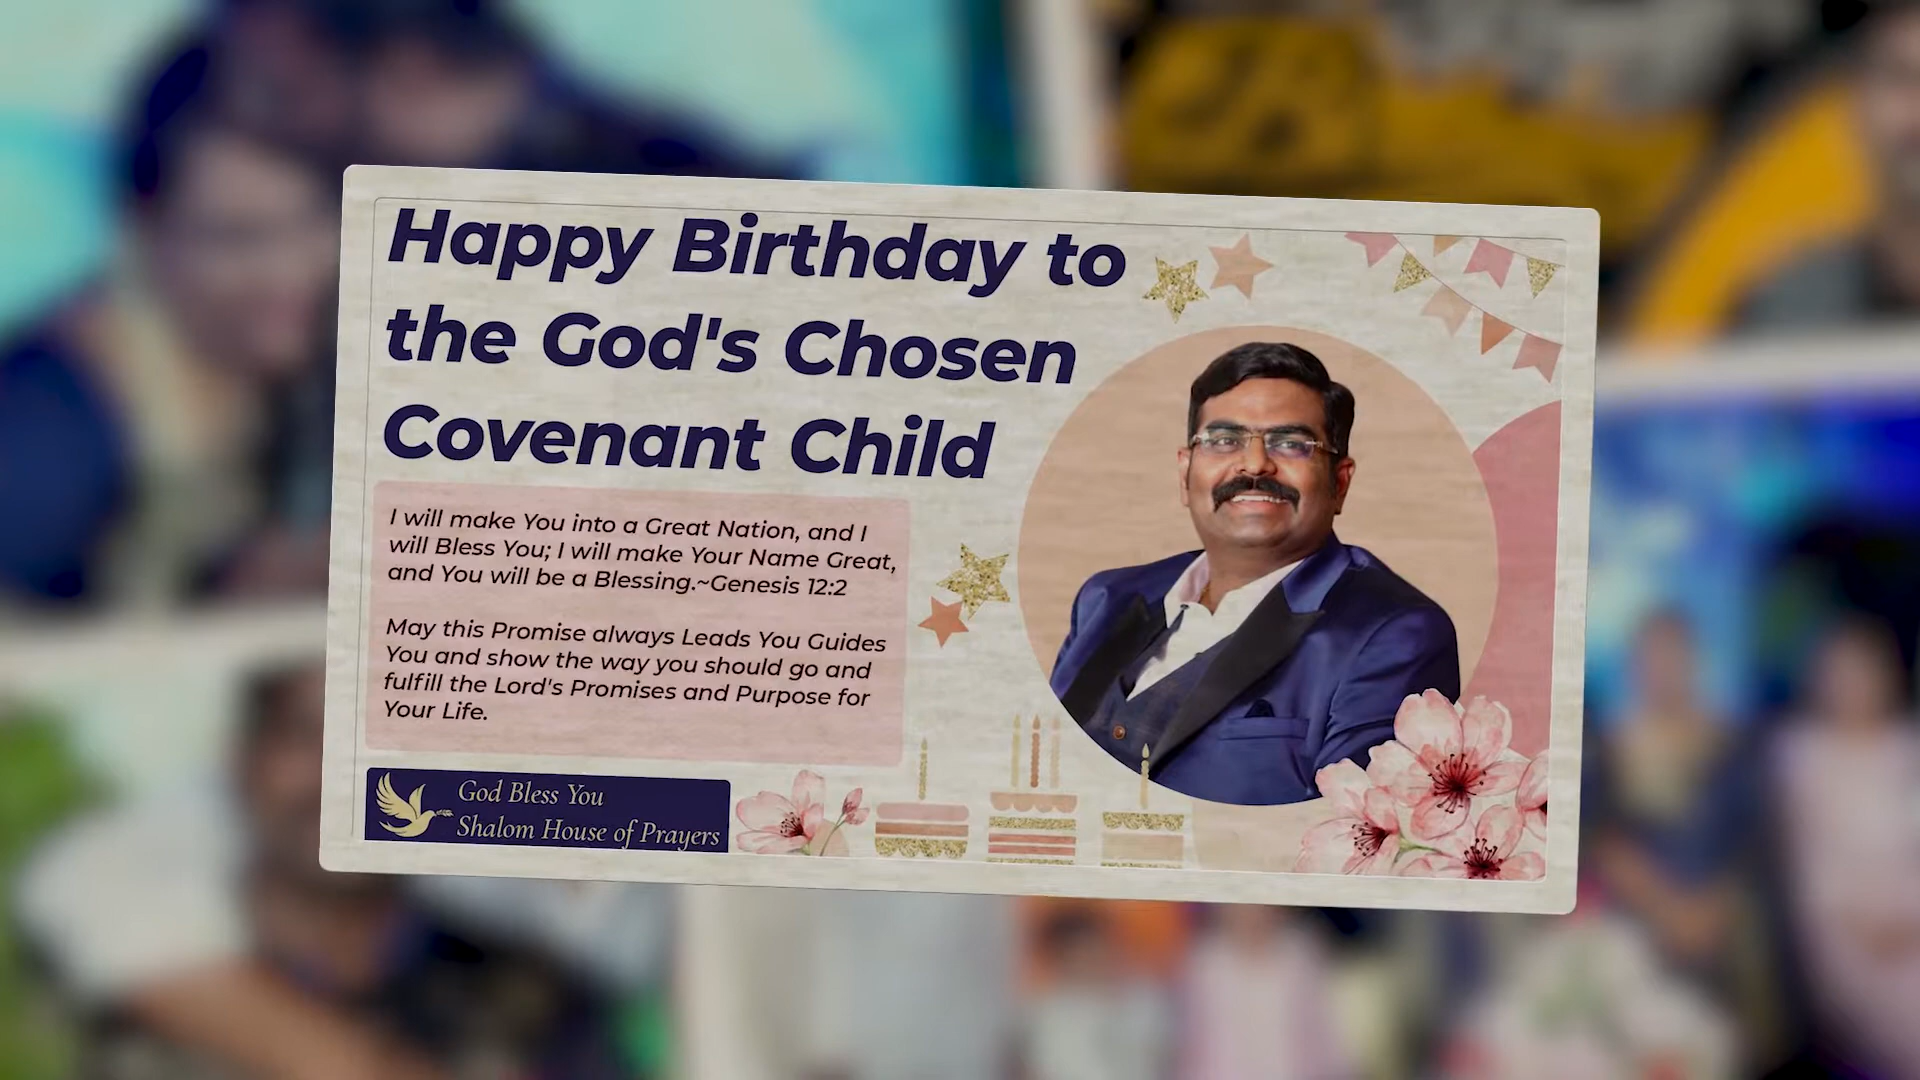 Happy Birthday to
the God's Chosen
Covenant Child
I will make You into a Great Nation, and I
will Bless You; I will make Your Name Great,
and You will be a Blessing.~Genesis 12:2
May this Promise always Leads You Guides
You and show the way you should go and
fulfill the Lord's Promises and Purpose for
Your Life.
God Bless You
Shalom House of Prayers